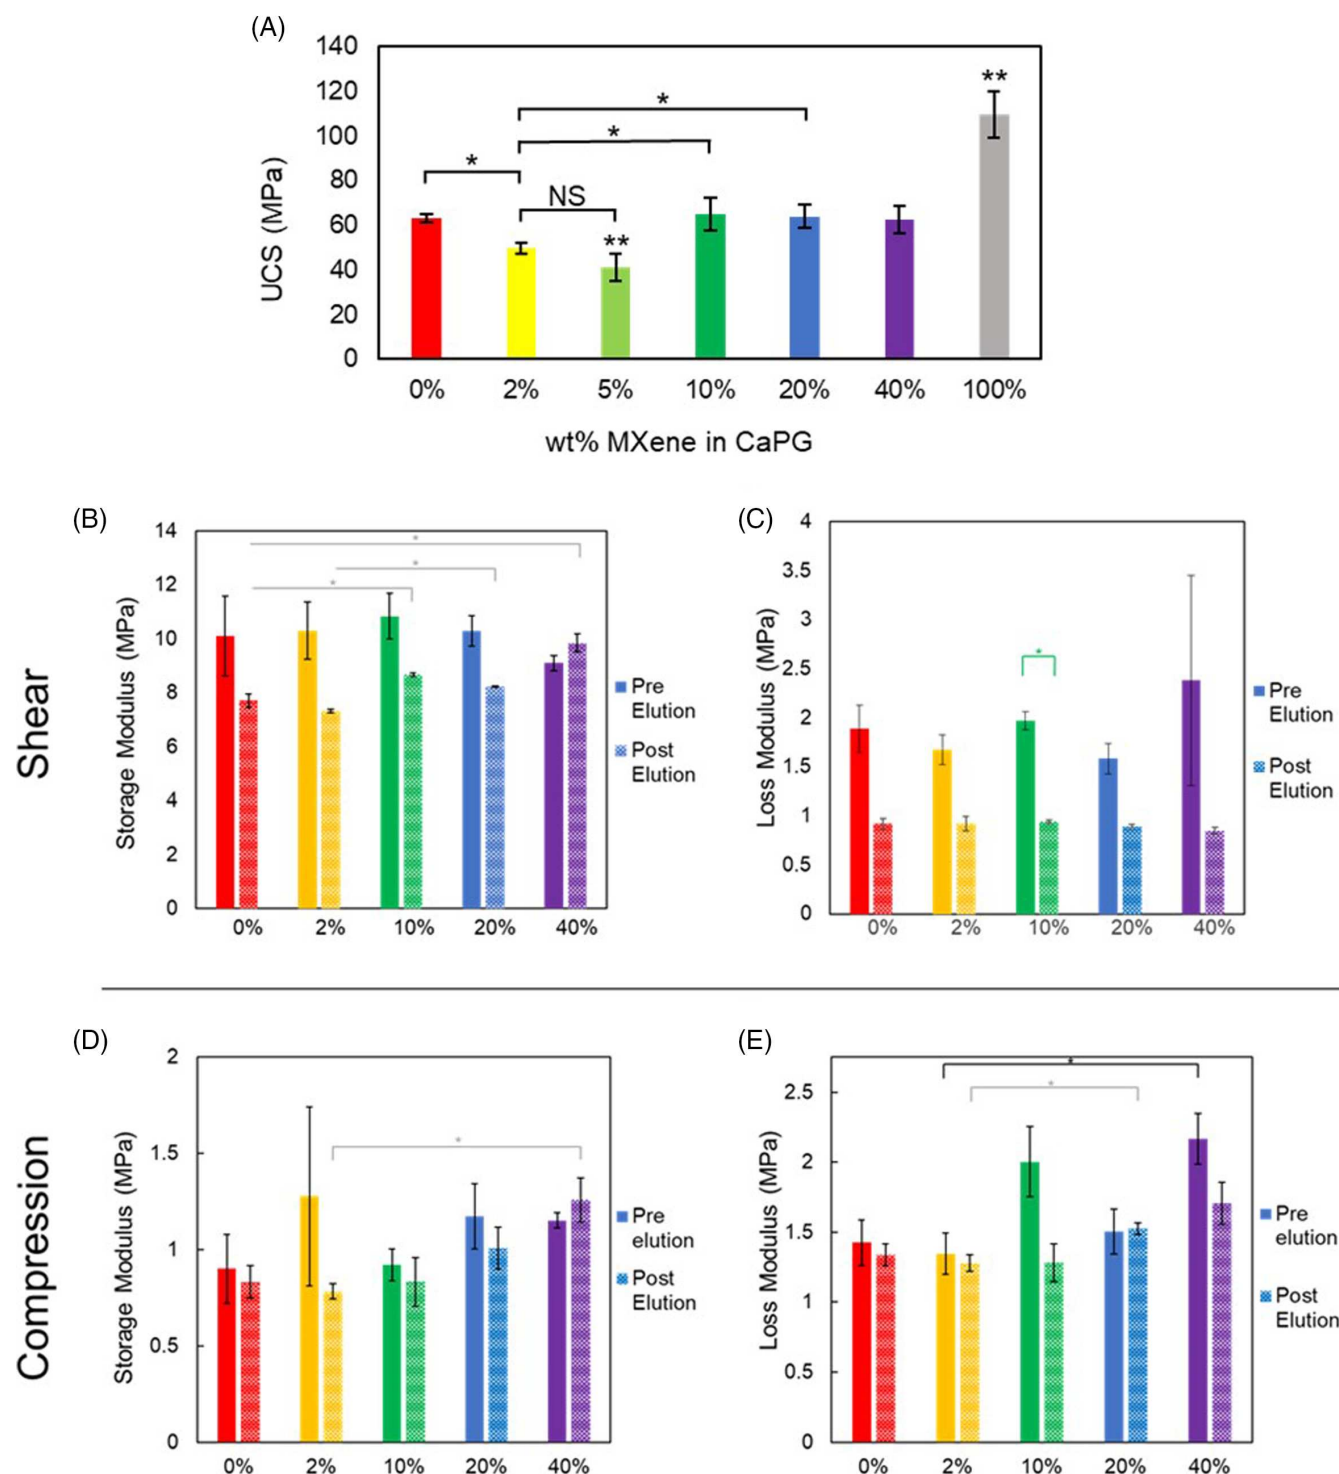 (A)
140
120
100
80
60
40
20
0
UCS (MPa)
*
*
*
NS
**
**
0% 2% 5% 10% 20% 40% 100%
wt% MXene in CaPG
Shear
(B)
14
12
10
8
6
4
2
0
Storage Modulus (MPa)
*
*
*
0% 2% 10% 20% 40%
Pre
Elution
Post
Elution
(C)
4
3.5
3
2.5
2
1.5
1
0.5
0
Loss Modulus (MPa)
*
0% 2% 10% 20% 40%
Pre
Elution
Post
Elution
Compression
(D)
2
1.5
1
0.5
0
Storage Modulus (MPa)
*
0% 2% 10% 20% 40%
Pre
elution
Post
Elution
(E)
2.5
2
1.5
1
0.5
0
Loss Modulus (MPa)
*
*
0% 2% 10% 20% 40%
Pre
elution
Post
Elution